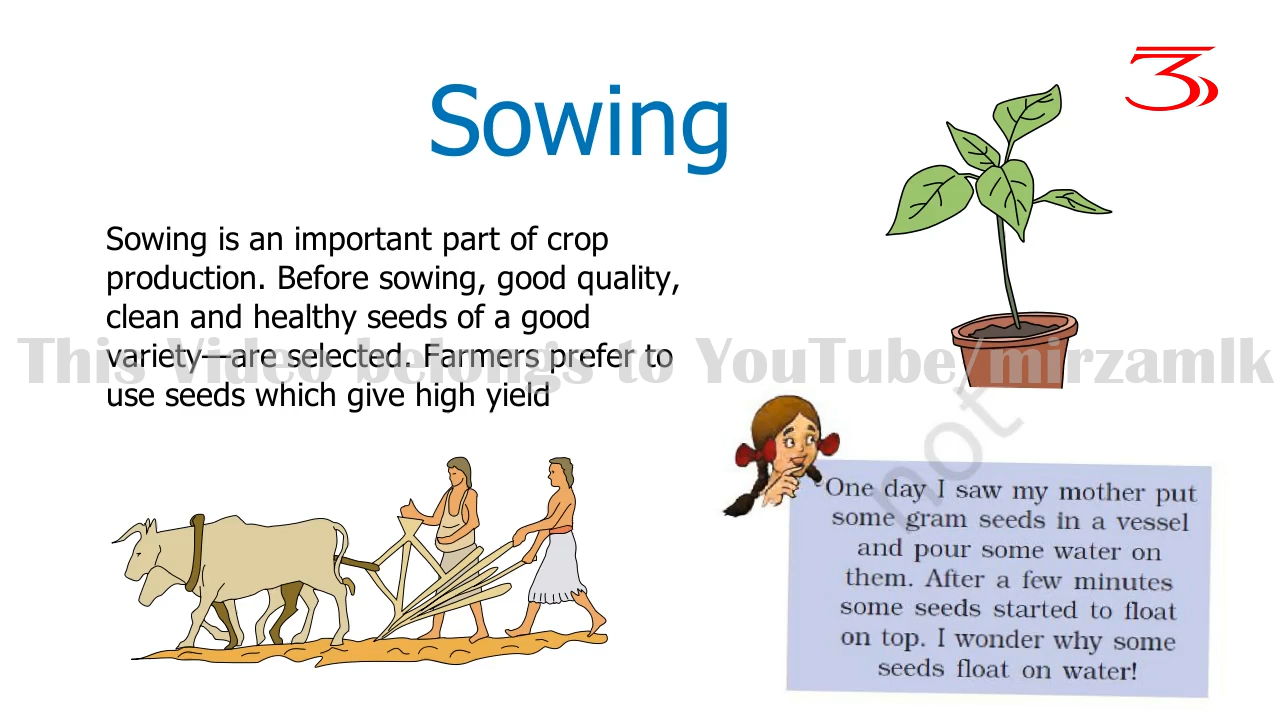 Sowing
Sowing is an important part of crop
production. Before sowing, good quality,
clean and healthy seeds of a good
variety—are selected. Farmers prefer to
use seeds which give high yield
This Video belongs to YouTube/mirzamlk
not
One day I saw my mother put
some gram seeds in a vessel
and pour some water on
them. After a few minutes
some seeds started to float
on top. I wonder why some
seeds float on water!